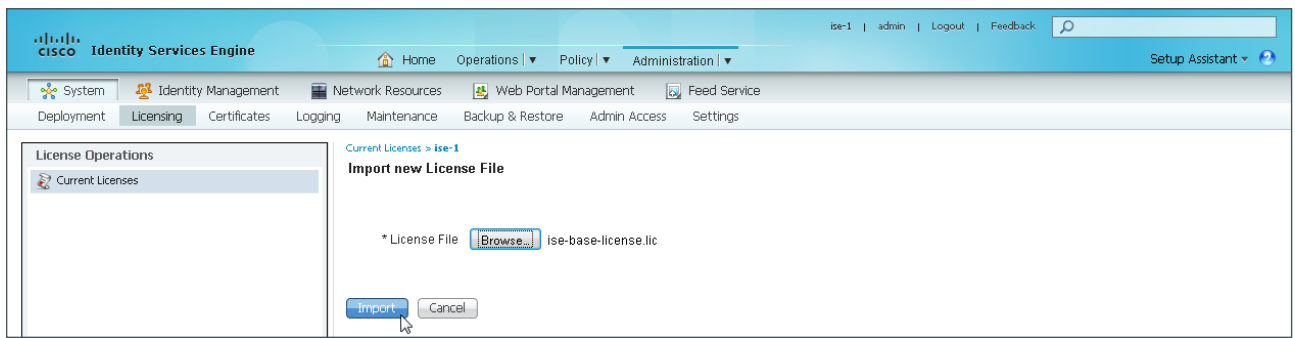 ise-1 | admin | Logout | Feedback
cisco Identity Services Engine
Home Operations | ▼ Policy | ▼ Administration | ▼ Setup Assistant ▼
System Identity Management Network Resources Web Portal Management Feed Service
Deployment Licensing Certificates Logging Maintenance Backup & Restore Admin Access Settings
License Operations
Current Licenses
Current Licenses > ise-1
Import new License File
* License File Browse... ise-base-license.lic
Import Cancel